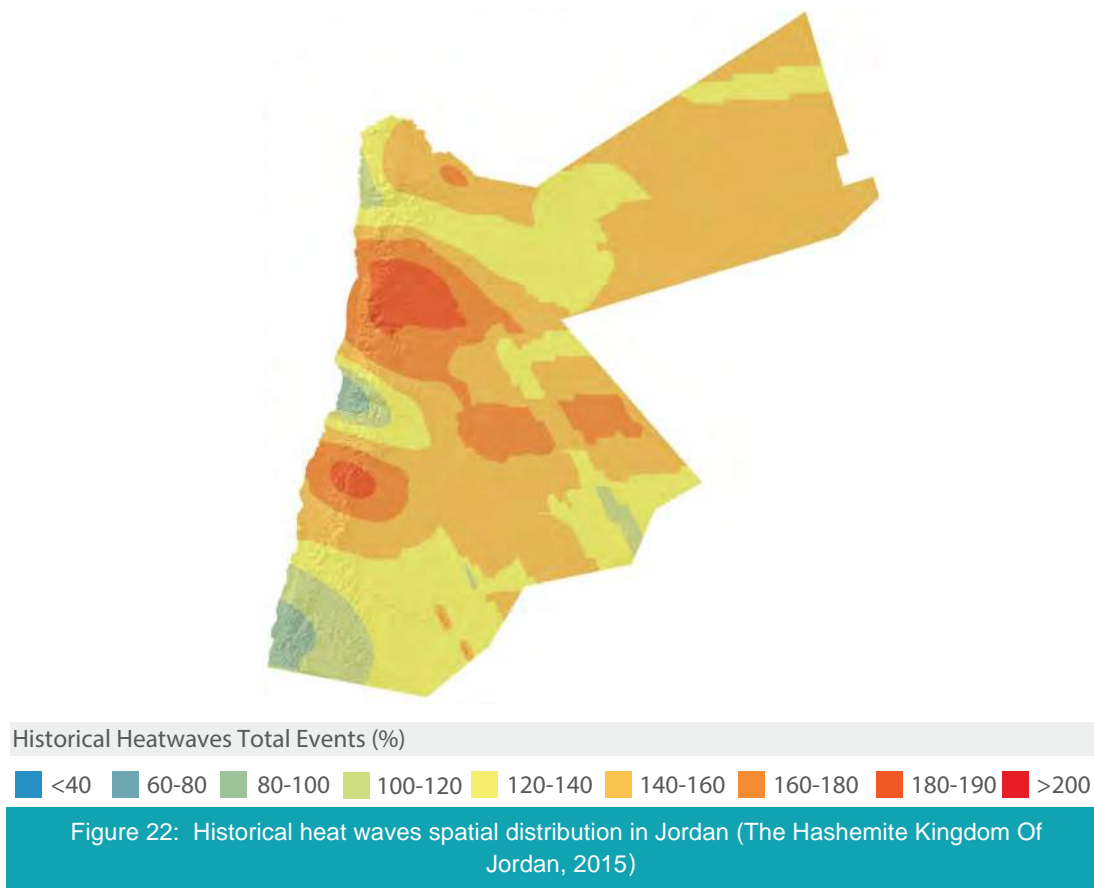 Historical Heatwaves Total Events (%)
<40 60-80 80-100 100-120 120-140 140-160 160-180 180-190 >200
Figure 22: Historical heat waves spatial distribution in Jordan (The Hashemite Kingdom Of
Jordan, 2015)